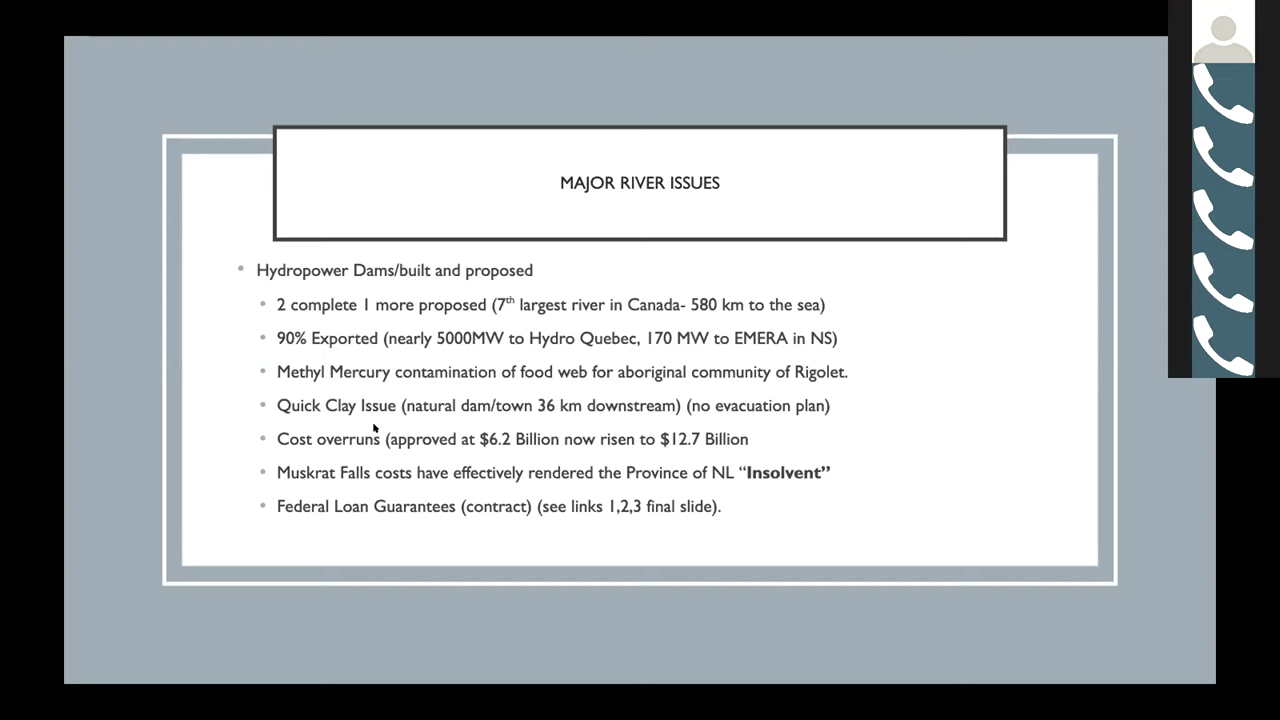 MAJOR RIVER ISSUES
• Hydropower Dams/built and proposed
• 2 complete 1 more proposed (7th largest river in Canada- 580 km to the sea)
• 90% Exported (nearly 5000MW to Hydro Quebec, 170 MW to EMERA in NS)
• Methyl Mercury contamination of food web for aboriginal community of Rigolet.
• Quick Clay Issue (natural dam/town 36 km downstream) (no evacuation plan)
• Cost overruns (approved at $6.2 Billion now risen to $12.7 Billion
• Muskrat Falls costs have effectively rendered the Province of NL “Insolvent”
• Federal Loan Guarantees (contract) (see links 1,2,3 final slide).